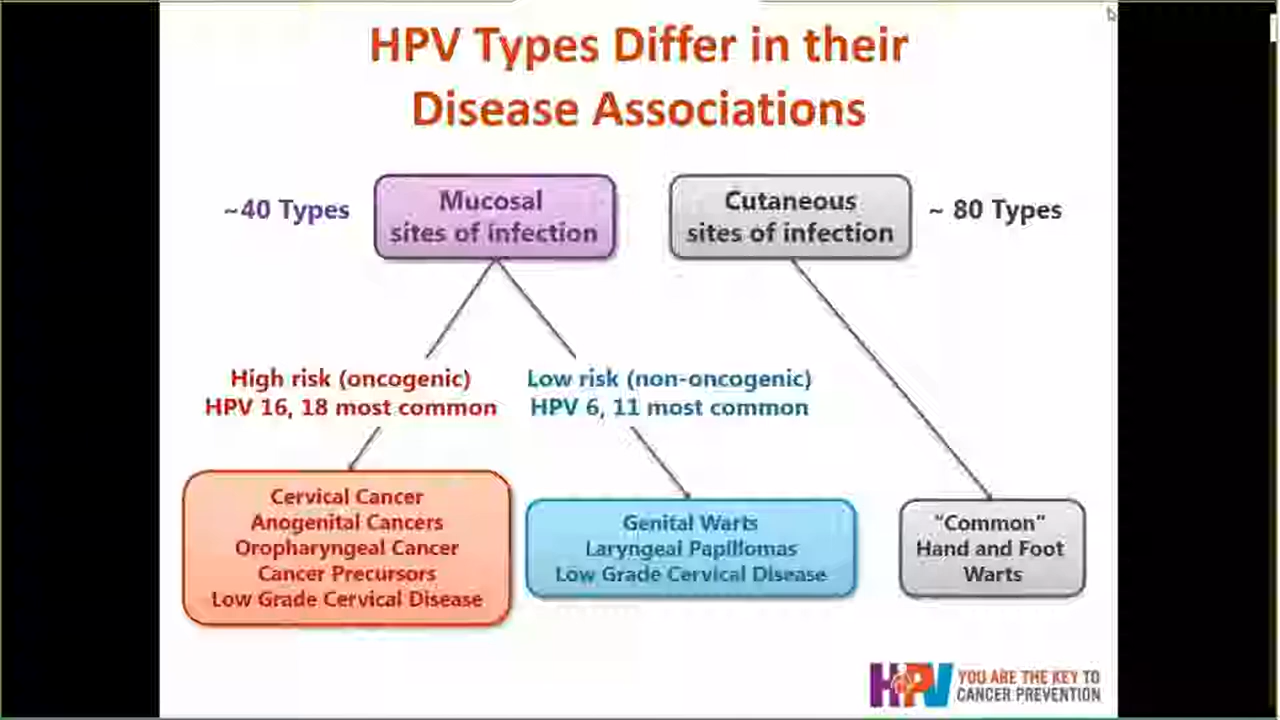 HPV Types Differ in their
Disease Associations
~40 Types
Mucosal
sites of infection
Cutaneous
sites of infection
~ 80 Types
High risk (oncogenic)
HPV 16, 18 most common
Low risk (non-oncogenic)
HPV 6, 11 most common
Cervical Cancer
Anogenital Cancers
Oropharyngeal Cancer
Cancer Precursors
Low Grade Cervical Disease
Genital Warts
Laryngeal Papillomas
Low Grade Cervical Disease
“Common”
Hand and Foot
Warts
HPV
YOU ARE THE KEY TO
CANCER PREVENTION